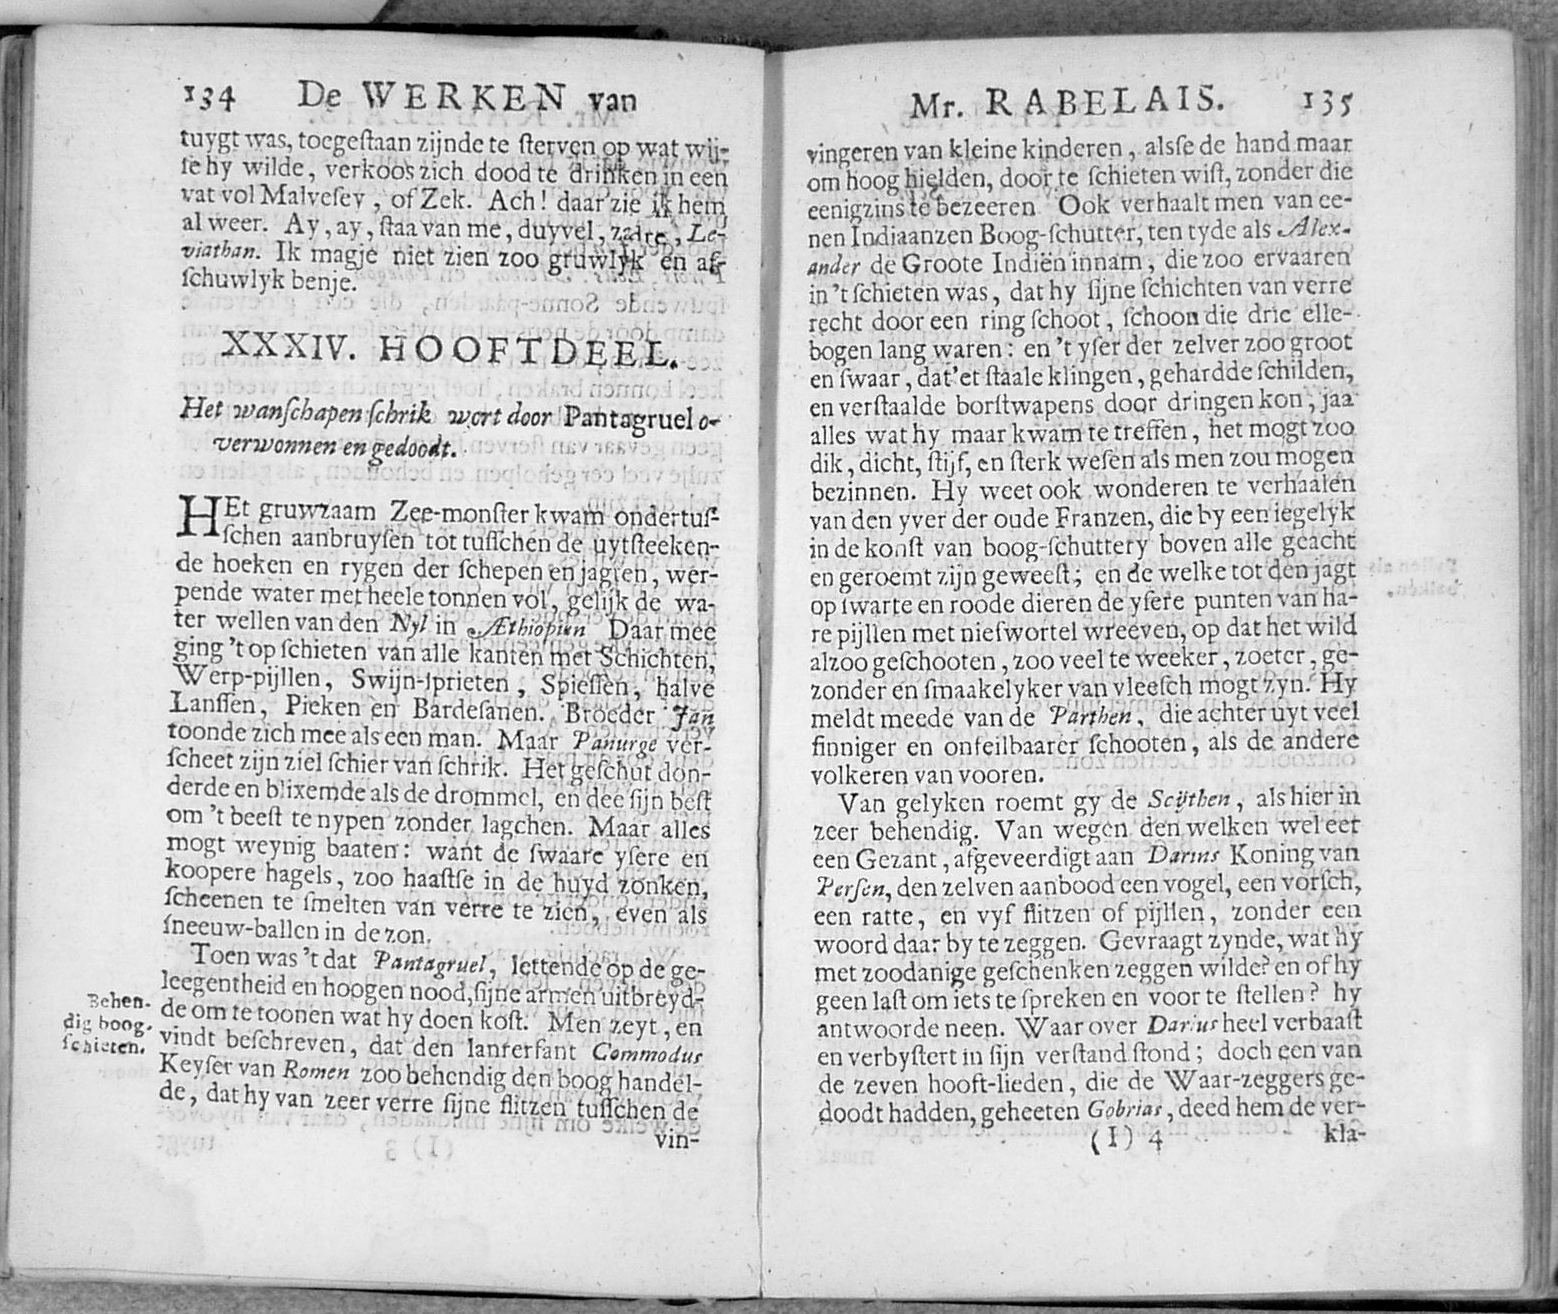 134 De WERKEN van
tuygt was, toegeſtaan zijnde te ſterven op wat wij-
ſe hy wilde, verkoos zich dood te drinken in een
vat vol Malveſey, of Zek. Ach! daar zie ik hem
al weer. Ay, ay, ſtaa van me, duyvel, zatre, Le-
viathan. Ik magje niet zien zoo gruwlyk en af-
ſchuwlyk benje.
XXXIV. HOOFTDEEL.
Het wanſchapen ſchrik wort door Pantagruel o-
verwonnen en gedoodt.
HEt gruwzaam Zee-monſter kwam ondertuſ-
ſchen aanbruyſen tot tuſſchen de uytſteeken-
de hoeken en rygen der ſchepen en jagten, wer-
pende water met heele tonnen vol, gelijk de wa-
ter wellen van den Nyl in Æthiopien Daar mee
ging 't op ſchieten van alle kanten met Schichten,
Werp-pijllen, Swijn-ſprieten, Spieſſen, halve
Lanſſen, Pieken en Bardeſanen. Broeder Jan
toonde zich mee als een man. Maar Panurge ver-
ſcheet zijn ziel ſchier van ſchrik. Het geſchut don-
derde en blixemde als de drommel, en dee ſijn beſt
om 't beeſt te nypen zonder lagchen. Maar alles
mogt weynig baaten: want de ſwaare yſere en
koopere hagels, zoo haaſtſe in de huyd zonken,
ſcheenen te ſmelten van verre te zien, even als
ſneeuw-ballen in de zon.
Toen was 't dat Pantagruel, lettende op de ge-
leegentheid en hoogen nood, ſijne armen uitbreyd-
de om te toonen wat hy doen koſt. Men zeyt, en
vindt beſchreven, dat den lanterfant Commodus
Keyſer van Romen zoo behendig den boog handel-
de, dat hy van zeer verre ſijne flitzen tuſſchen de
vin-
Behen-
dig boog-
ſchieten.
Mr. RABELAIS. 135
vingeren van kleine kinderen, alsſe de hand maar
om hoog hielden, door te ſchieten wiſt, zonder die
eenigzins te bezeeren Ook verhaalt men van ee-
nen Indiaanzen Boog-ſchutter, ten tyde als Alex-
ander de Groote Indiën innam, die zoo ervaaren
in 't ſchieten was, dat hy ſijne ſchichten van verre
recht door een ring ſchoot, ſchoon die drie elle-
bogen lang waren: en 't yſer der zelver zoo groot
en ſwaar, dat'et ſtaale klingen, gehardde ſchilden,
en verſtaalde borſtwapens door dringen kon, jaa
alles wat hy maar kwam te treffen, het mogt zoo
dik, dicht, ſtijf, en ſterk weſen als men zou mogen
bezinnen. Hy weet ook wonderen te verhaalen
van den yver der oude Franzen, die by een iegelyk
in de konſt van boog-ſchuttery boven alle geacht
en geroemt zijn geweeſt; en de welke tot den jagt
op ſwarte en roode dieren de yſere punten van ha-
re pijllen met nieſwortel wreeven, op dat het wild
alzoo geſchooten, zoo veel te weeker, zoeter, ge-
zonder en ſmaakelyker van vleeſch mogt zyn. Hy
meldt meede van de Parthen, die achter uyt veel
finniger en onfeilbaarer ſchooten, als de andere
volkeren van vooren.
Van gelyken roemt gy de Scÿthen, als hier in
zeer behendig. Van wegen den welken wel eer
een Gezant, afgeveerdigt aan Darius Koning van
Perſen, den zelven aanbood een vogel, een vorſch,
een ratte, en vyf flitzen of pijllen, zonder een
woord daar by te zeggen. Gevraagt zynde, wat hy
met zoodanige geſchenken zeggen wilde? en of hy
geen laſt om iets te ſpreken en voor te ſtellen? hy
antwoorde neen. Waar over Darius heel verbaaſt
en verbyſtert in ſijn verſtand ſtond; doch een van
de zeven hooft-lieden, die de Waar-zeggers ge-
doodt hadden, geheeten Gobrias, deed hem de ver-
(I) 4 kla-